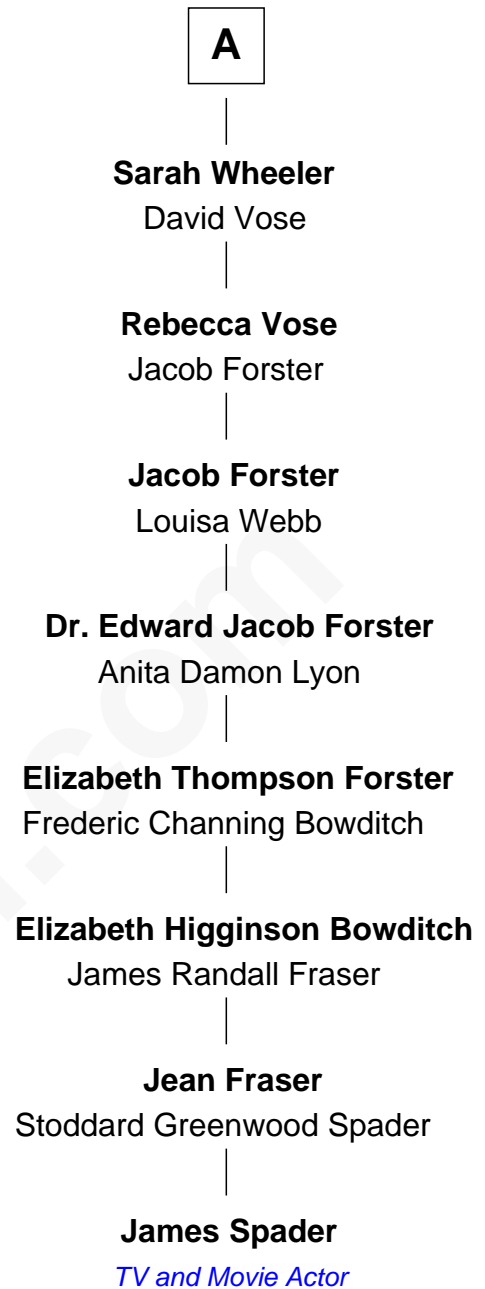 A
Sarah Wheeler
David Vose
Rebecca Vose
Jacob Forster
Jacob Forster
Louisa Webb
Dr. Edward Jacob Forster
Anita Damon Lyon
Elizabeth Thompson Forster
Frederic Channing Bowditch
Elizabeth Higginson Bowditch
James Randall Fraser
Jean Fraser
Stoddard Greenwood Spader
James Spader
TV and Movie Actor